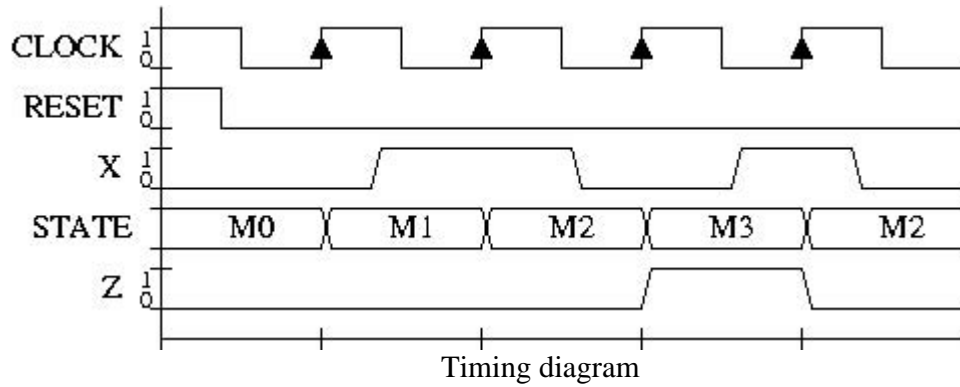 CLOCK 1 0
RESET 1 0
X 1 0
STATE M0 M1 M2 M3 M2
Z 1 0
Timing diagram